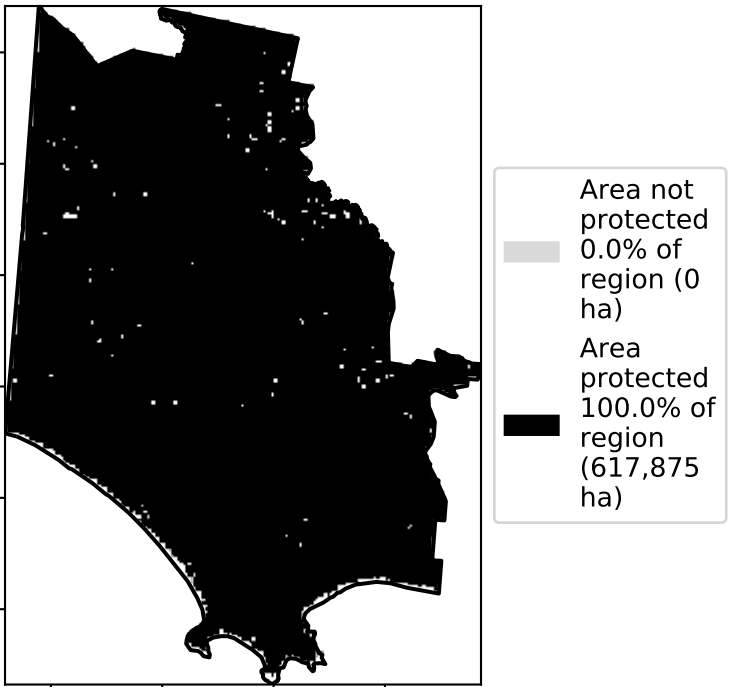 Area not
protected
0.0% of
region (0
ha)
Area
protected
100.0% of
region
(617,875
ha)